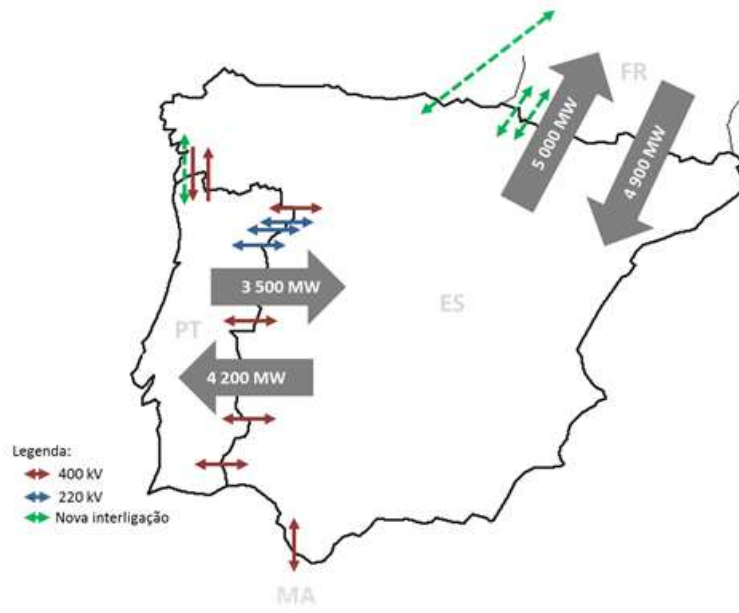 FR
5 000 MW
4 900 MW
3 500 MW
ES
PT
4 200 MW
Legenda:
400 kV
220 kV
Nova interligação
MA